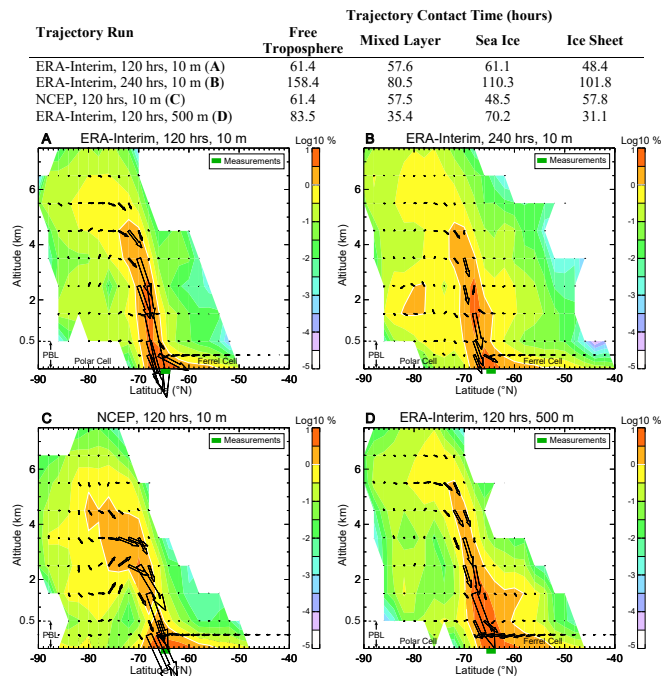 Trajectory Contact Time (hours)
Trajectory Run Free Troposphere Mixed Layer Sea Ice Ice Sheet
ERA-Interim, 120 hrs, 10 m (A) 61.4 57.6 61.1 48.4
ERA-Interim, 240 hrs, 10 m (B) 158.4 80.5 110.3 101.8
NCEP, 120 hrs, 10 m (C) 61.4 57.5 48.5 57.8
ERA-Interim, 120 hrs, 500 m (D) 83.5 35.4 70.2 31.1
A ERA-Interim, 120 hrs, 10 m Log10 %
Measurements
Altitude (km)
6
4
2
0.5
PBL Polar Cell Ferrel Cell
-90 -80 -70 -60 -50 -40
Latitude (°N)
1
0
-1
-2
-3
-4
-5
B ERA-Interim, 240 hrs, 10 m Log10 %
Measurements
Altitude (km)
6
4
2
0.5
PBL Polar Cell Ferrel Cell
-90 -80 -70 -60 -50 -40
Latitude (°N)
1
0
-1
-2
-3
-4
-5
C NCEP, 120 hrs, 10 m Log10 %
Measurements
Altitude (km)
6
4
2
0.5
PBL
-90 -80 -70 -60 -50 -40
Latitude (°N)
1
0
-1
-2
-3
-4
-5
D ERA-Interim, 120 hrs, 500 m Log10 %
Measurements
Altitude (km)
6
4
2
0.5
PBL Polar Cell Ferrel Cell
-90 -80 -70 -60 -50 -40
Latitude (°N)
1
0
-1
-2
-3
-4
-5